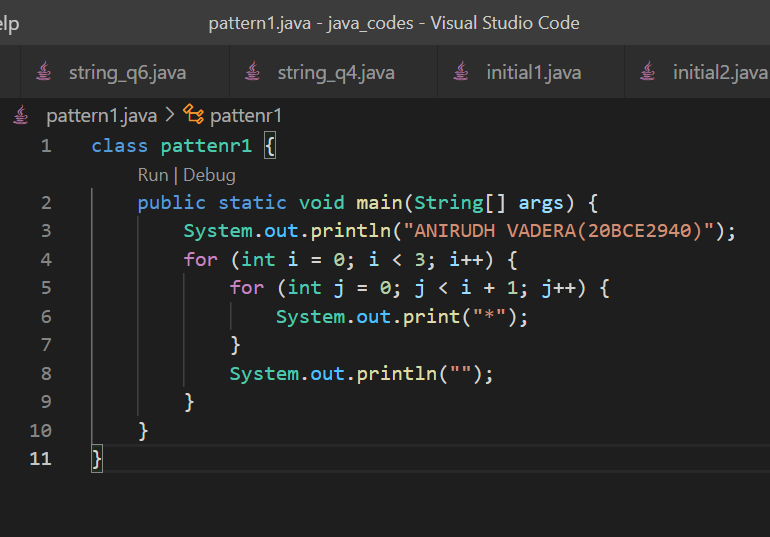 elp pattern1.java - java_codes - Visual Studio Code
string_q6.java string_q4.java initial1.java initial2.java
pattern1.java > pattenr1
1 class pattenr1 {
Run | Debug
2 public static void main(String[] args) {
3 System.out.println("ANIRUDH VADERA(20BCE2940)");
4 for (int i = 0; i < 3; i++) {
5 for (int j = 0; j < i + 1; j++) {
6 System.out.print("*");
7 }
8 System.out.println("");
9 }
10 }
11 }